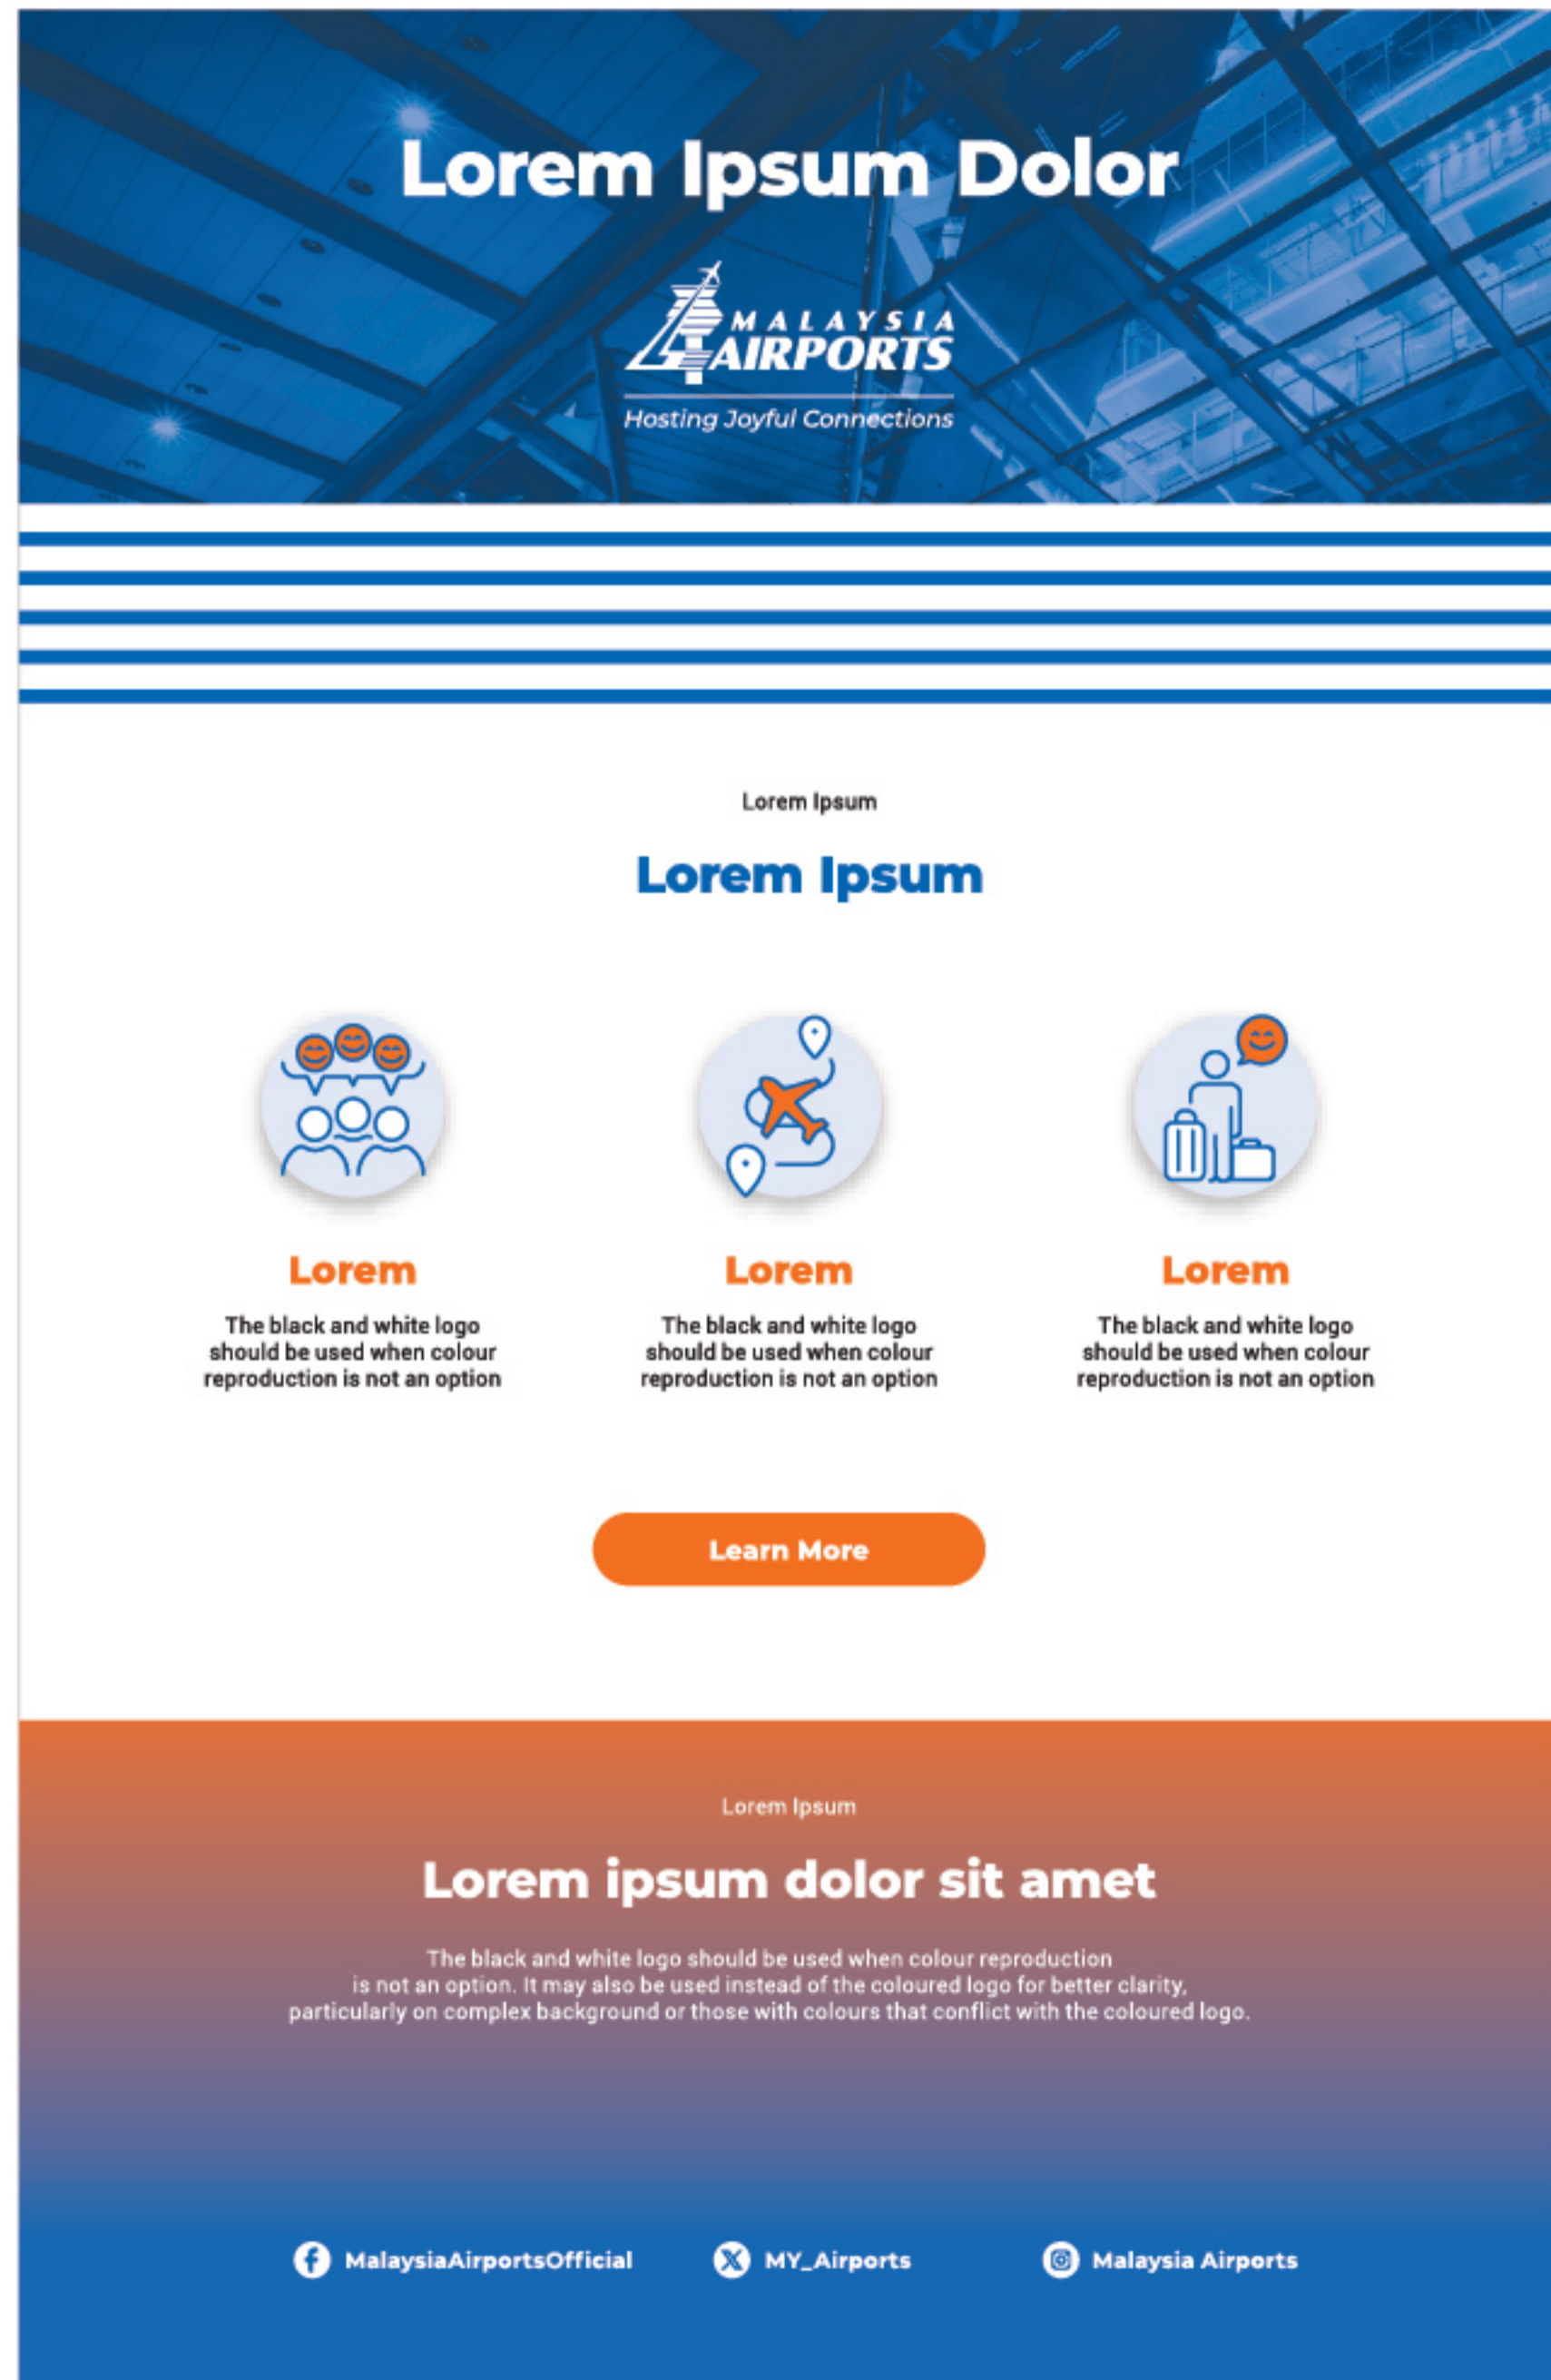 Lorem Ipsum Dolor
MALAYSIA
AIRPORTS
Hosting Joyful Connections
Lorem Ipsum
Lorem Ipsum
Lorem
The black and white logo
should be used when colour
reproduction is not an option
Lorem
The black and white logo
should be used when colour
reproduction is not an option
Lorem
The black and white logo
should be used when colour
reproduction is not an option
Learn More
Lorem Ipsum
Lorem ipsum dolor sit amet
The black and white logo should be used when colour reproduction
is not an option. It may also be used instead of the coloured logo for better clarity,
particularly on complex background or those with colours that conflict with the coloured logo.
MalaysiaAirportsOfficial
MY_Airports
Malaysia Airports